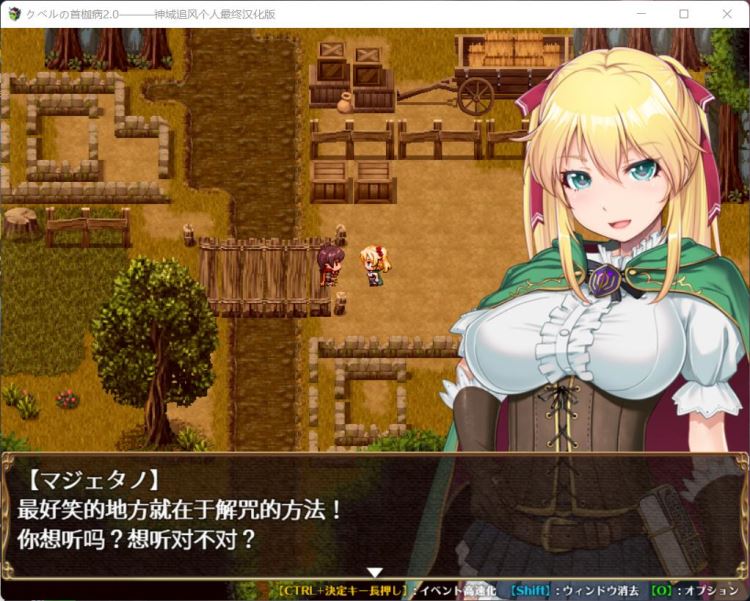 クベルの首枷病2.0———神域追风个人最终汉化版
【マジェタノ】
最好笑的地方就在于解咒的方法！
你想听吗？想听对不对？
【CTRL+決定キー長押し】：イベント高速化 【Shift】：ウィンドウ消去 【O】：オプション